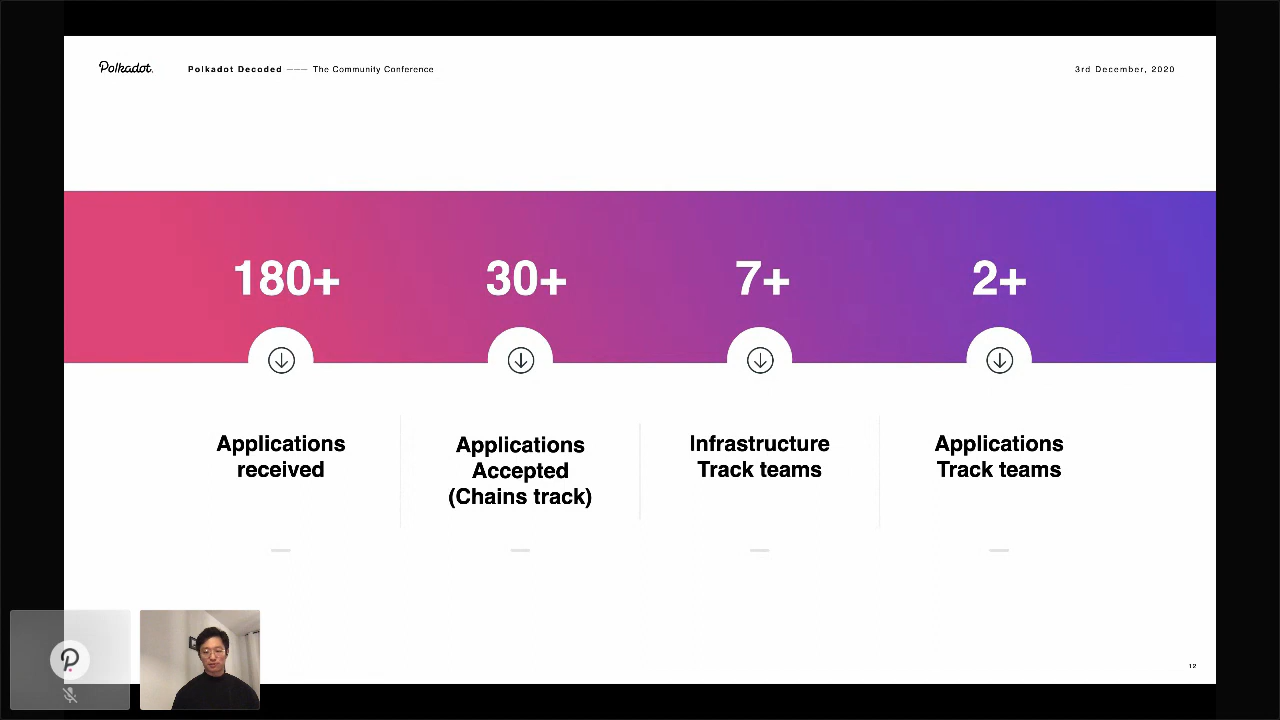 Polkadot.
Polkadot Decoded —— The Community Conference
3rd December, 2020
180+
30+
7+
2+
Applications
received
Applications
Accepted
(Chains track)
Infrastructure
Track teams
Applications
Track teams
12